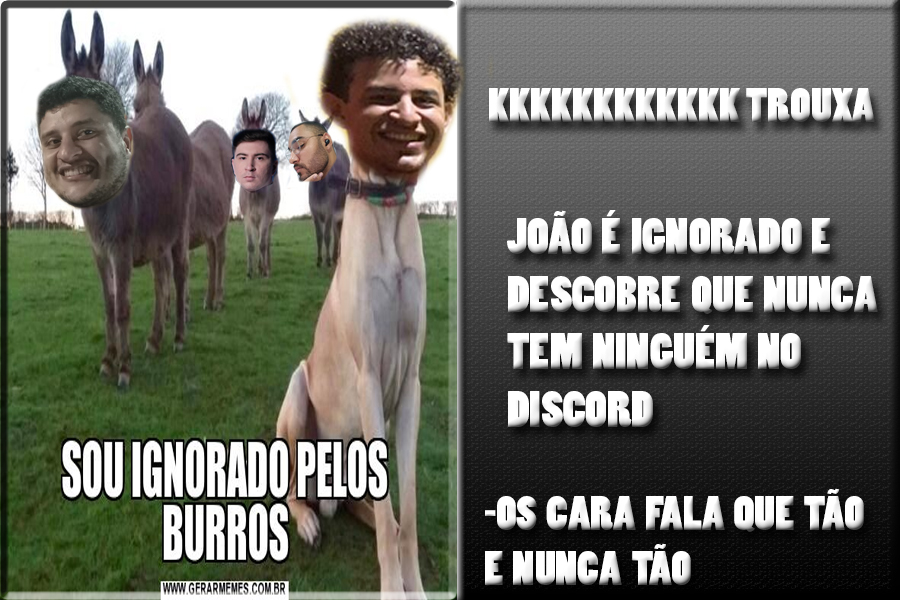 SOU IGNORADO PELOS
BURROS
WWW.GERARMEMES.COM.BR
KKKKKKKKKKKK TROUXA
JOÃO É IGNORADO E
DESCOBRE QUE NUNCA
TEM NINGUÉM NO
DISCORD
-OS CARA FALA QUE TÃO
E NUNCA TÃO